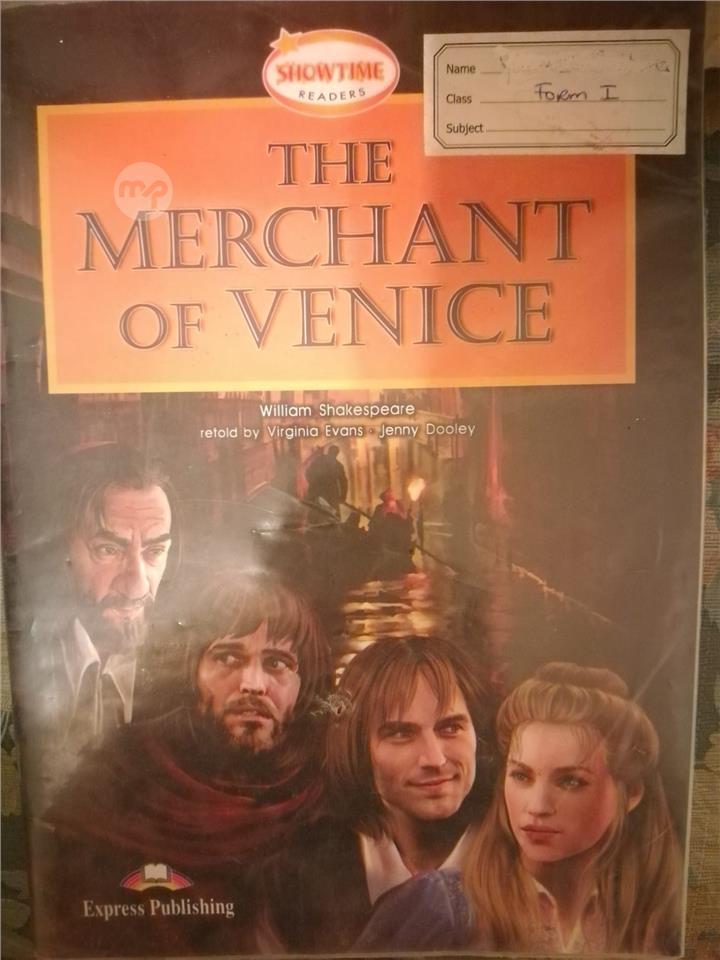 SHOWTIME
READERS
Name
Class Form I
Subject
mp
THE
MERCHANT
OF VENICE
William Shakespeare
retold by Virginia Evans · Jenny Dooley
Express Publishing